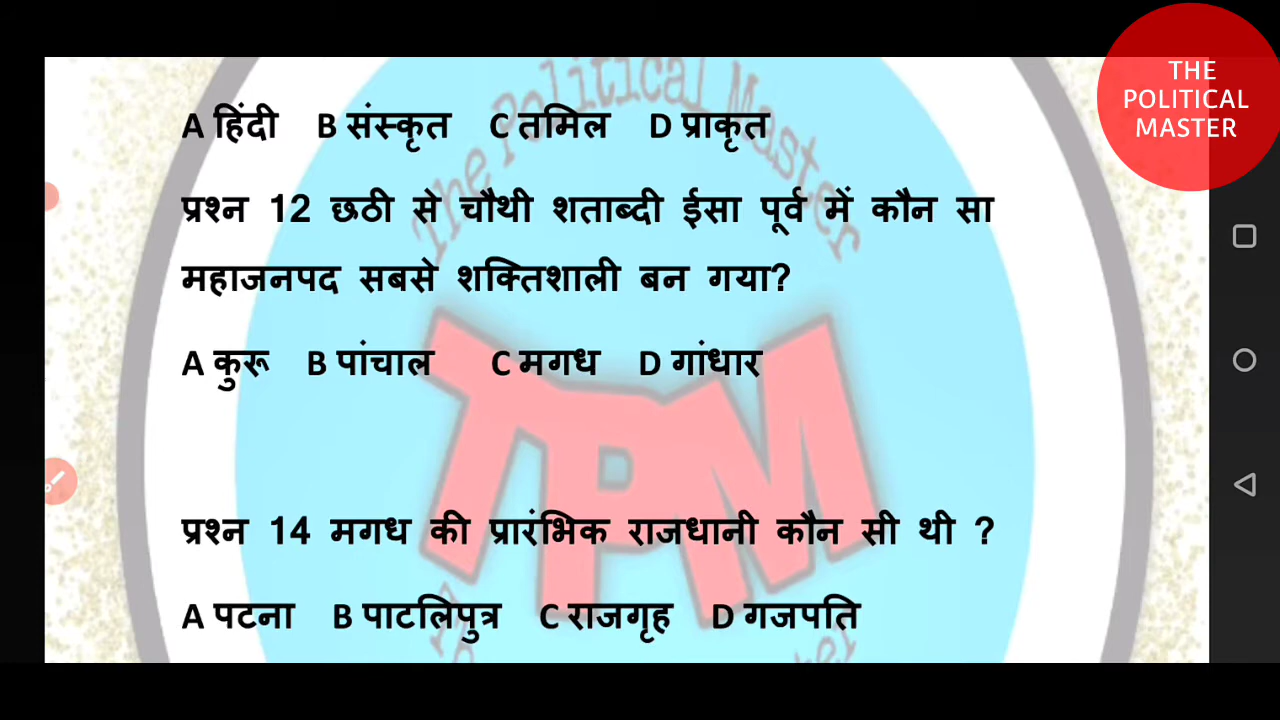 THE
POLITICAL
MASTER
The Political Master
A हिंदी B संस्कृत C तमिल D प्राकृत
प्रश्न 12 छठी से चौथी शताब्दी ईसा पूर्व में कौन सा
महाजनपद सबसे शक्तिशाली बन गया?
A कुरू B पांचाल C मगध D गांधार
TPM
प्रश्न 14 मगध की प्रारंभिक राजधानी कौन सी थी ?
A पटना B पाटलिपुत्र C राजगृह D गजपति